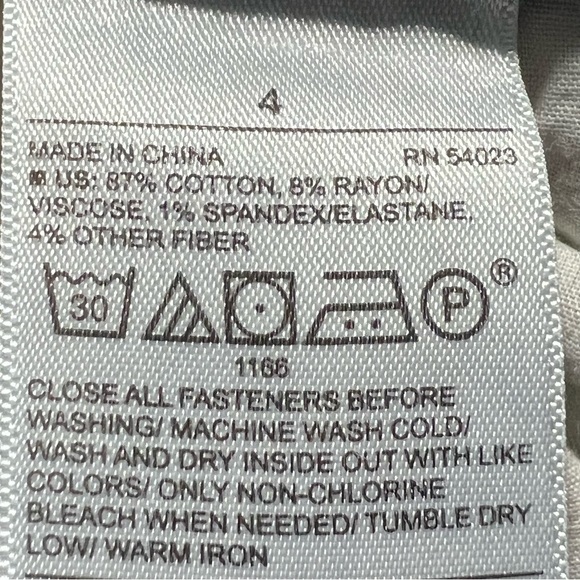 4
MADE IN CHINA RN 54023
US: 87% COTTON, 8% RAYON/
VISCOSE, 1% SPANDEX/ELASTANE,
4% OTHER FIBER
30 P ®
1166
CLOSE ALL FASTENERS BEFORE
WASHING/ MACHINE WASH COLD/
WASH AND DRY INSIDE OUT WITH LIKE
COLORS/ ONLY NON-CHLORINE
BLEACH WHEN NEEDED/ TUMBLE DRY
LOW/ WARM IRON